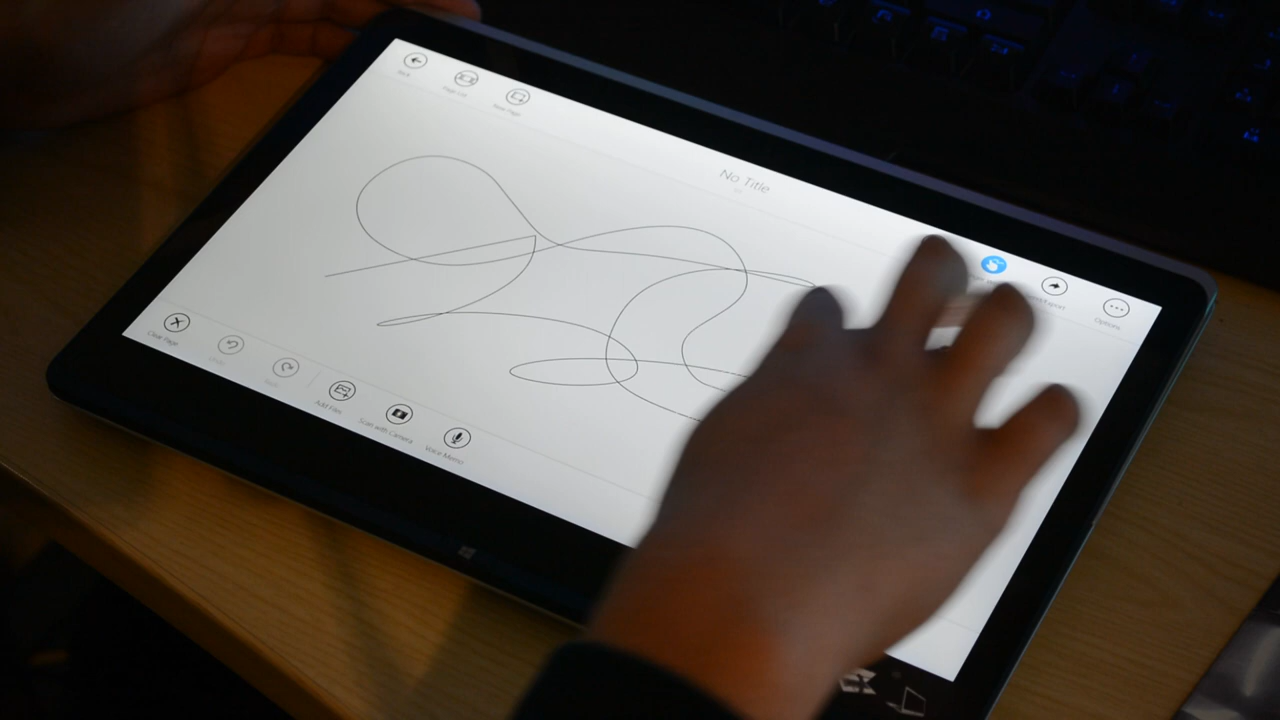 Back
Page List
New Page
No Title
Options
Clear Page
Undo
Redo
Add Files
Scan with Camera
Voice Memo